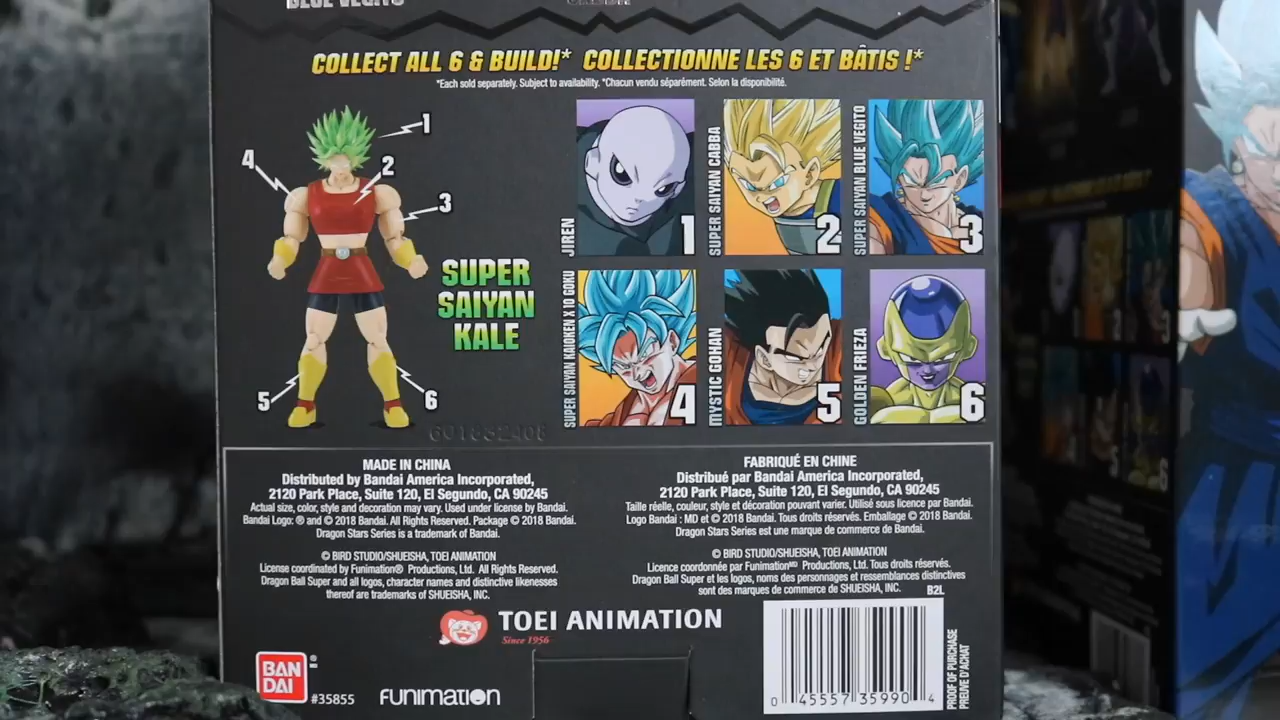 BLUE VEGITO
COLLECT ALL 6 & BUILD!* COLLECTIONNE LES 6 ET BÂTIS !*
*Each sold separately. Subject to availability. *Chacun vendu séparément. Selon la disponibilité.
1
2
3
4
5
6
SUPER
SAIYAN
KALE
JIREN
1
SUPER SAIYAN CABBA
2
SUPER SAIYAN BLUE VEGITO
3
SUPER SAIYAN KAIOKEN X 10 GOKU
4
MYSTIC GOHAN
5
GOLDEN FRIEZA
6
MADE IN CHINA
Distributed by Bandai America Incorporated,
2120 Park Place, Suite 120, El Segundo, CA 90245
Actual size, color, style and decoration may vary. Used under license by Bandai.
Bandai Logo: ® and © 2018 Bandai. All Rights Reserved. Package © 2018 Bandai.
Dragon Stars Series is a trademark of Bandai.
© BIRD STUDIO/SHUEISHA, TOEI ANIMATION
License coordinated by Funimation® Productions, Ltd. All Rights Reserved.
Dragon Ball Super and all logos, character names and distinctive likenesses
thereof are trademarks of SHUEISHA, INC.
FABRIQUÉ EN CHINE
Distribué par Bandai America Incorporated,
2120 Park Place, Suite 120, El Segundo, CA 90245
Taille réelle, couleur, style et décoration peuvant varier. Utilisé sous licence par Bandai.
Logo Bandai : MD et © 2018 Bandai. Tous droits réservés. Emballage © 2018 Bandai.
Dragon Stars Series est une marque de commerce de Bandai.
© BIRD STUDIO/SHUEISHA, TOEI ANIMATION
Licence coordonnée par Funimationᴹᴰ Productions, Ltd. Tous droits réservés.
Dragon Ball Super et les logos, noms des personnages et ressemblances distinctives
sont des marques de commerce de SHUEISHA, INC.
B2L
TOEI ANIMATION
Since 1956
BAN
DAI
®
#35855
FUNIMATION
0 45557 35990 4
PROOF OF PURCHASE
PREUVE D'ACHAT